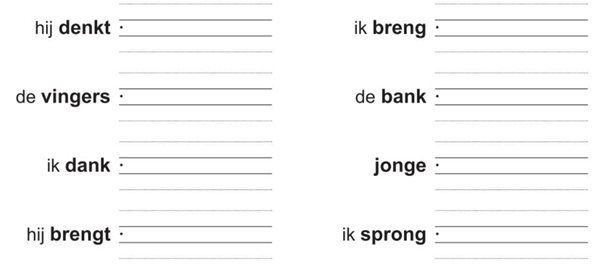 hij denkt
ik breng
de vingers
de bank
ik dank
jonge
hij brengt
ik sprong